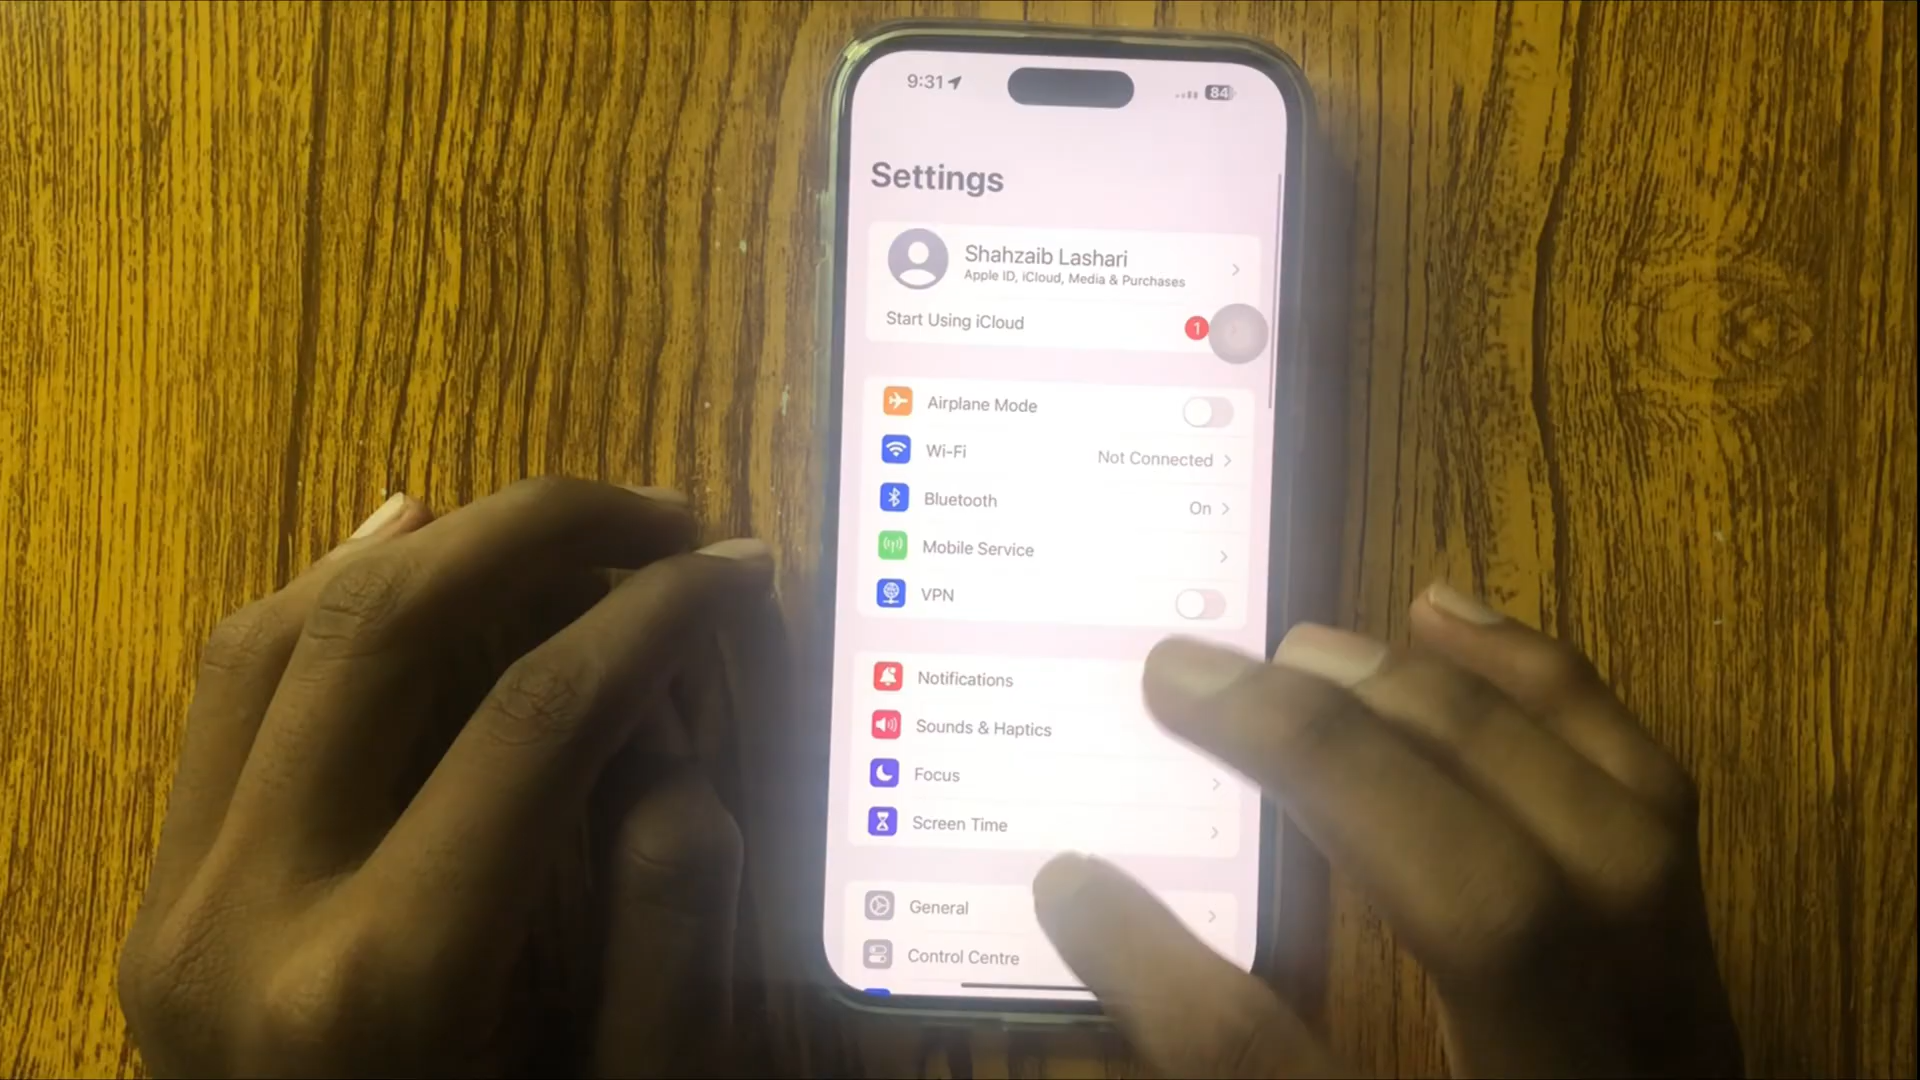 9:31
84
Settings
Shahzaib Lashari
Apple ID, iCloud, Media & Purchases
Start Using iCloud
1
Airplane Mode
Wi-Fi Not Connected
Bluetooth On
Mobile Service
VPN
Notifications
Sounds & Haptics
Focus
Screen Time
General
Control Centre